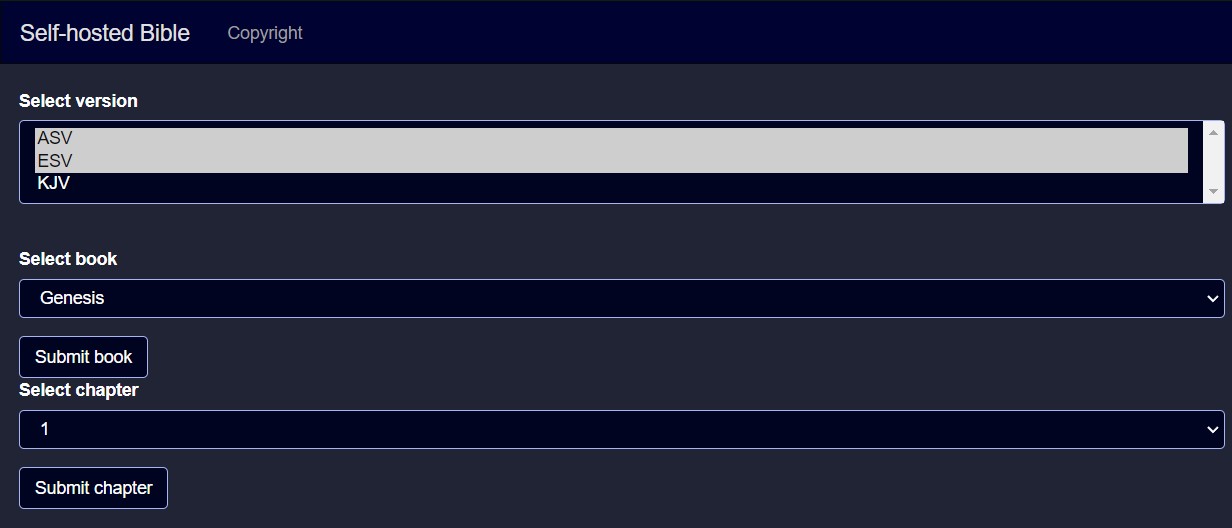 Self-hosted Bible Copyright
Select version
ASV
ESV
KJV
Select book
Genesis
Submit book
Select chapter
1
Submit chapter